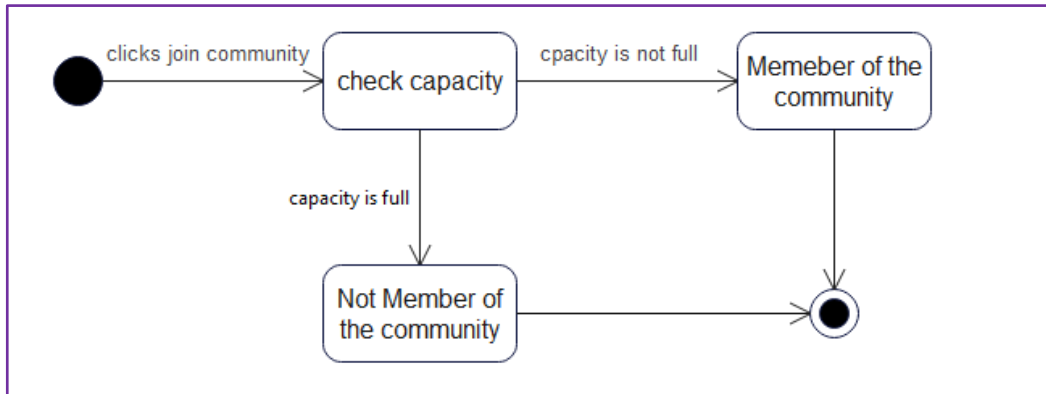 clicks join community
check capacity
cpacity is not full
Memeber of the
community
capacity is full
Not Member of
the community